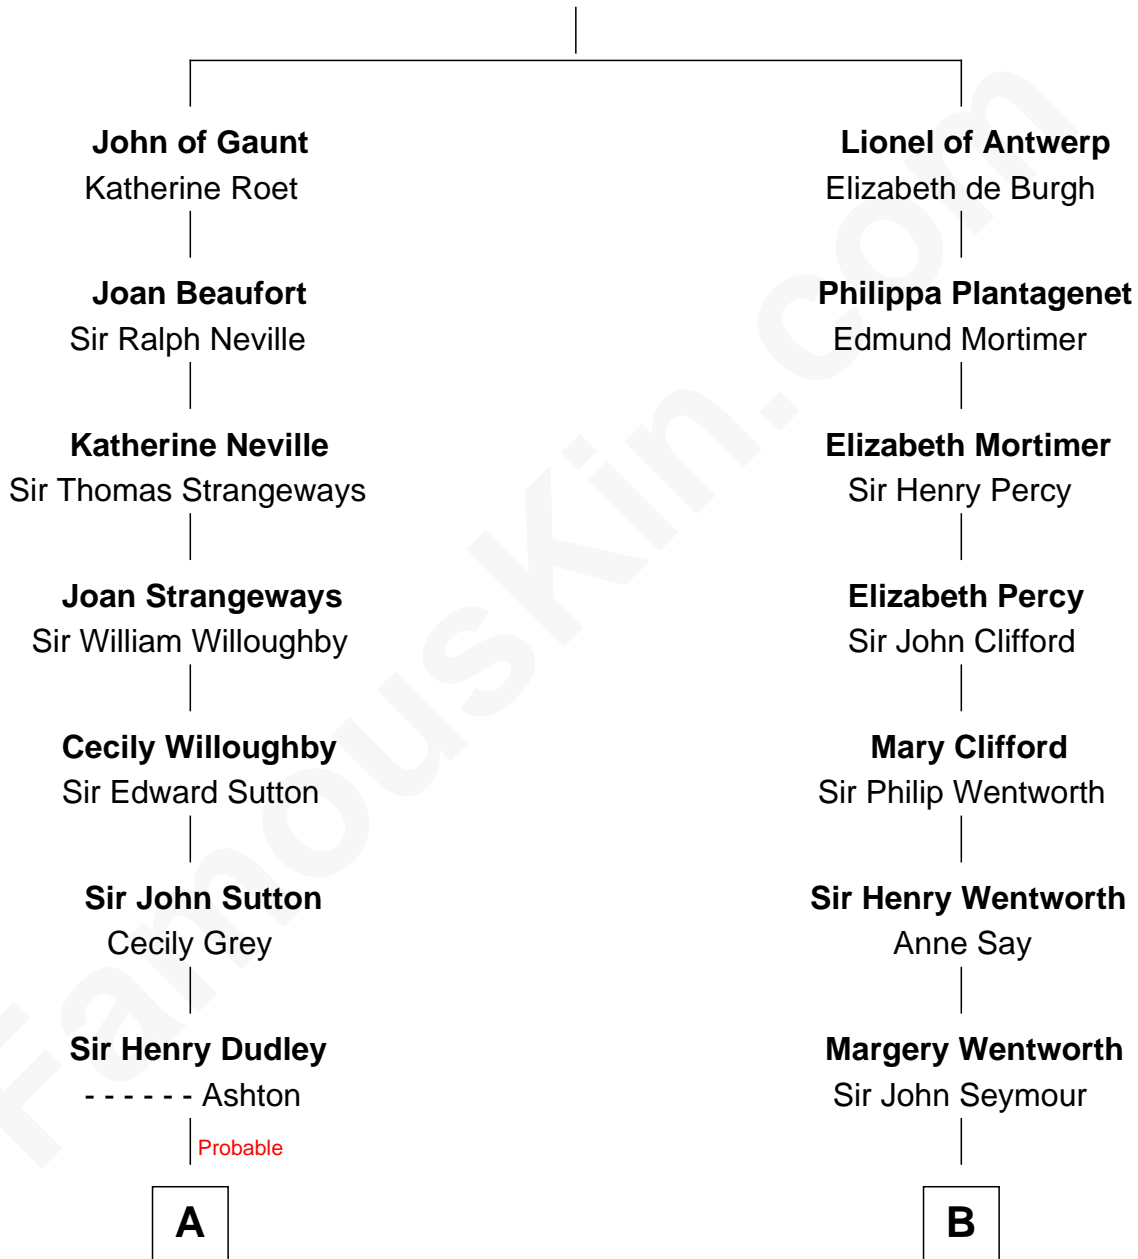 John of Gaunt
Katherine Roet
Lionel of Antwerp
Elizabeth de Burgh
Joan Beaufort
Sir Ralph Neville
Philippa Plantagenet
Edmund Mortimer
Katherine Neville
Sir Thomas Strangeways
Elizabeth Mortimer
Sir Henry Percy
Joan Strangeways
Sir William Willoughby
Elizabeth Percy
Sir John Clifford
Cecily Willoughby
Sir Edward Sutton
Mary Clifford
Sir Philip Wentworth
Sir John Sutton
Cecily Grey
Sir Henry Wentworth
Anne Say
Sir Henry Dudley
- - - - - - Ashton
Margery Wentworth
Sir John Seymour
Probable
A
B
FamousKin.com